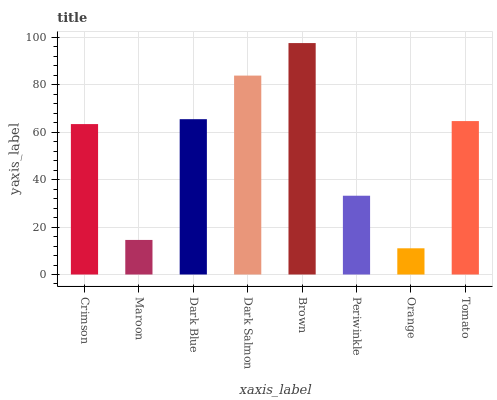 title
yaxis_label
100
80
60
40
20
0
Crimson
Maroon
Dark Blue
Dark Salmon
Brown
Periwinkle
Orange
Tomato
xaxis_label